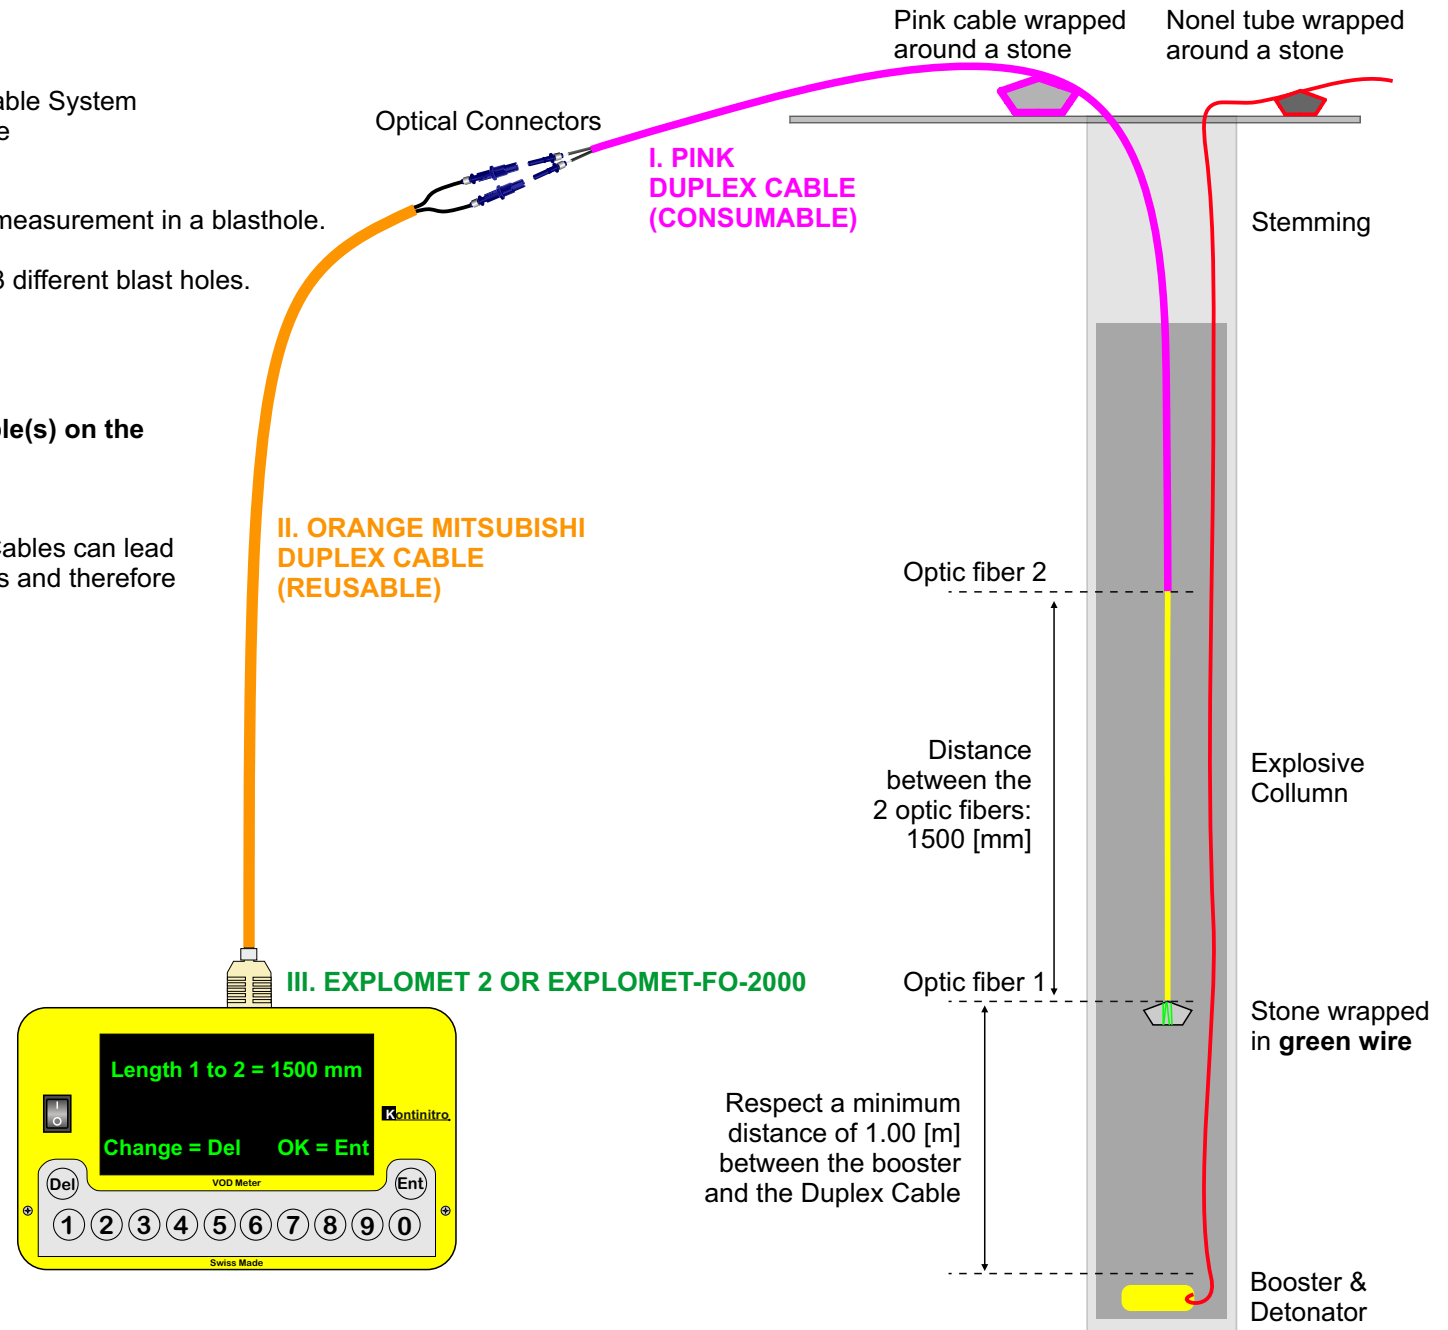 Pink cable wrapped
around a stone
Nonel tube wrapped
around a stone
able System
e
Optical Connectors
I. PINK
DUPLEX CABLE
(CONSUMABLE)
measurement in a blasthole.
3 different blast holes.
Stemming
ole(s) on the
II. ORANGE MITSUBISHI
DUPLEX CABLE
(REUSABLE)
Cables can lead
s and therefore
Optic fiber 2
Distance
between the
2 optic fibers:
1500 [mm]
Explosive
Collumn
III. EXPLOMET 2 OR EXPLOMET-FO-2000
Optic fiber 1
Stone wrapped
in green wire
Length 1 to 2 = 1500 mm
Kontinitro
Change = Del OK = Ent
Del
VOD Meter
Ent
1 2 3 4 5 6 7 8 9 0
Swiss Made
Respect a minimum
distance of 1.00 [m]
between the booster
and the Duplex Cable
Booster &
Detonator